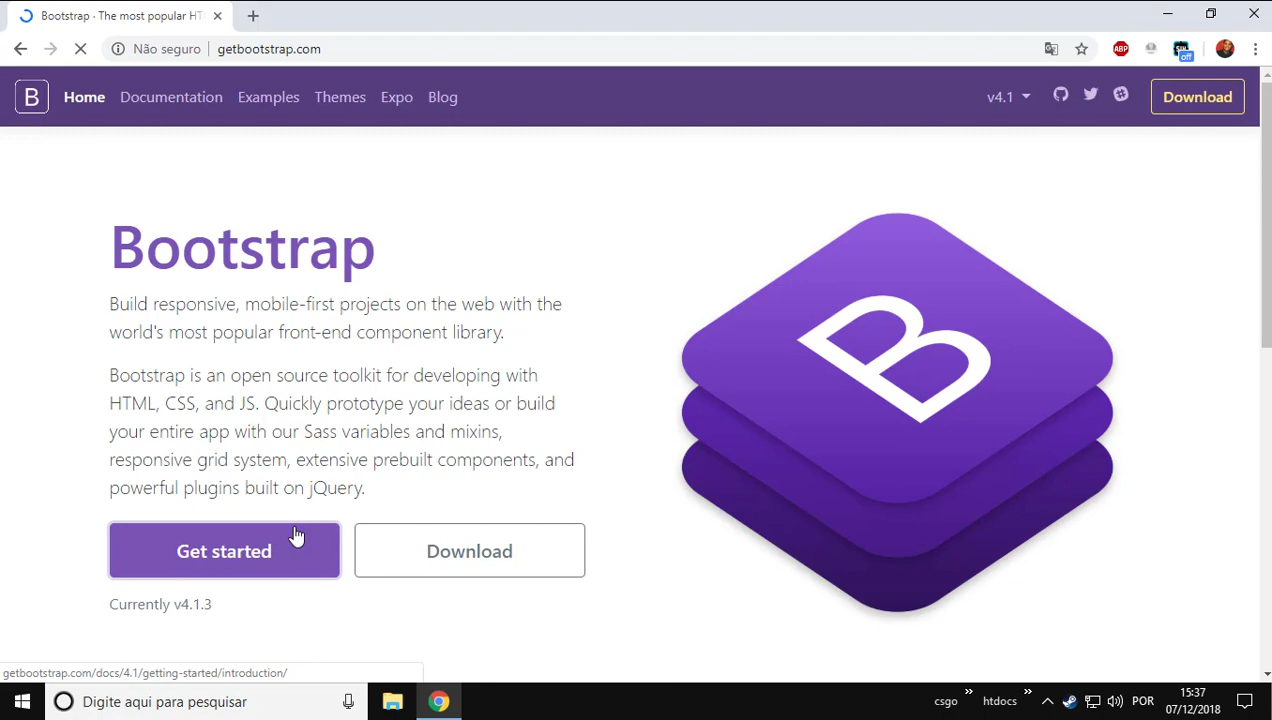 Bootstrap · The most popular HT
Não seguro | getbootstrap.com
ABP
off
B Home Documentation Examples Themes Expo Blog v4.1 Download
Bootstrap
Build responsive, mobile-first projects on the web with the
world's most popular front-end component library.
Bootstrap is an open source toolkit for developing with
HTML, CSS, and JS. Quickly prototype your ideas or build
your entire app with our Sass variables and mixins,
responsive grid system, extensive prebuilt components, and
powerful plugins built on jQuery.
B
Get started Download
Currently v4.1.3
getbootstrap.com/docs/4.1/getting-started/introduction/
Digite aqui para pesquisar
csgo » htdocs » POR
15:37
07/12/2018